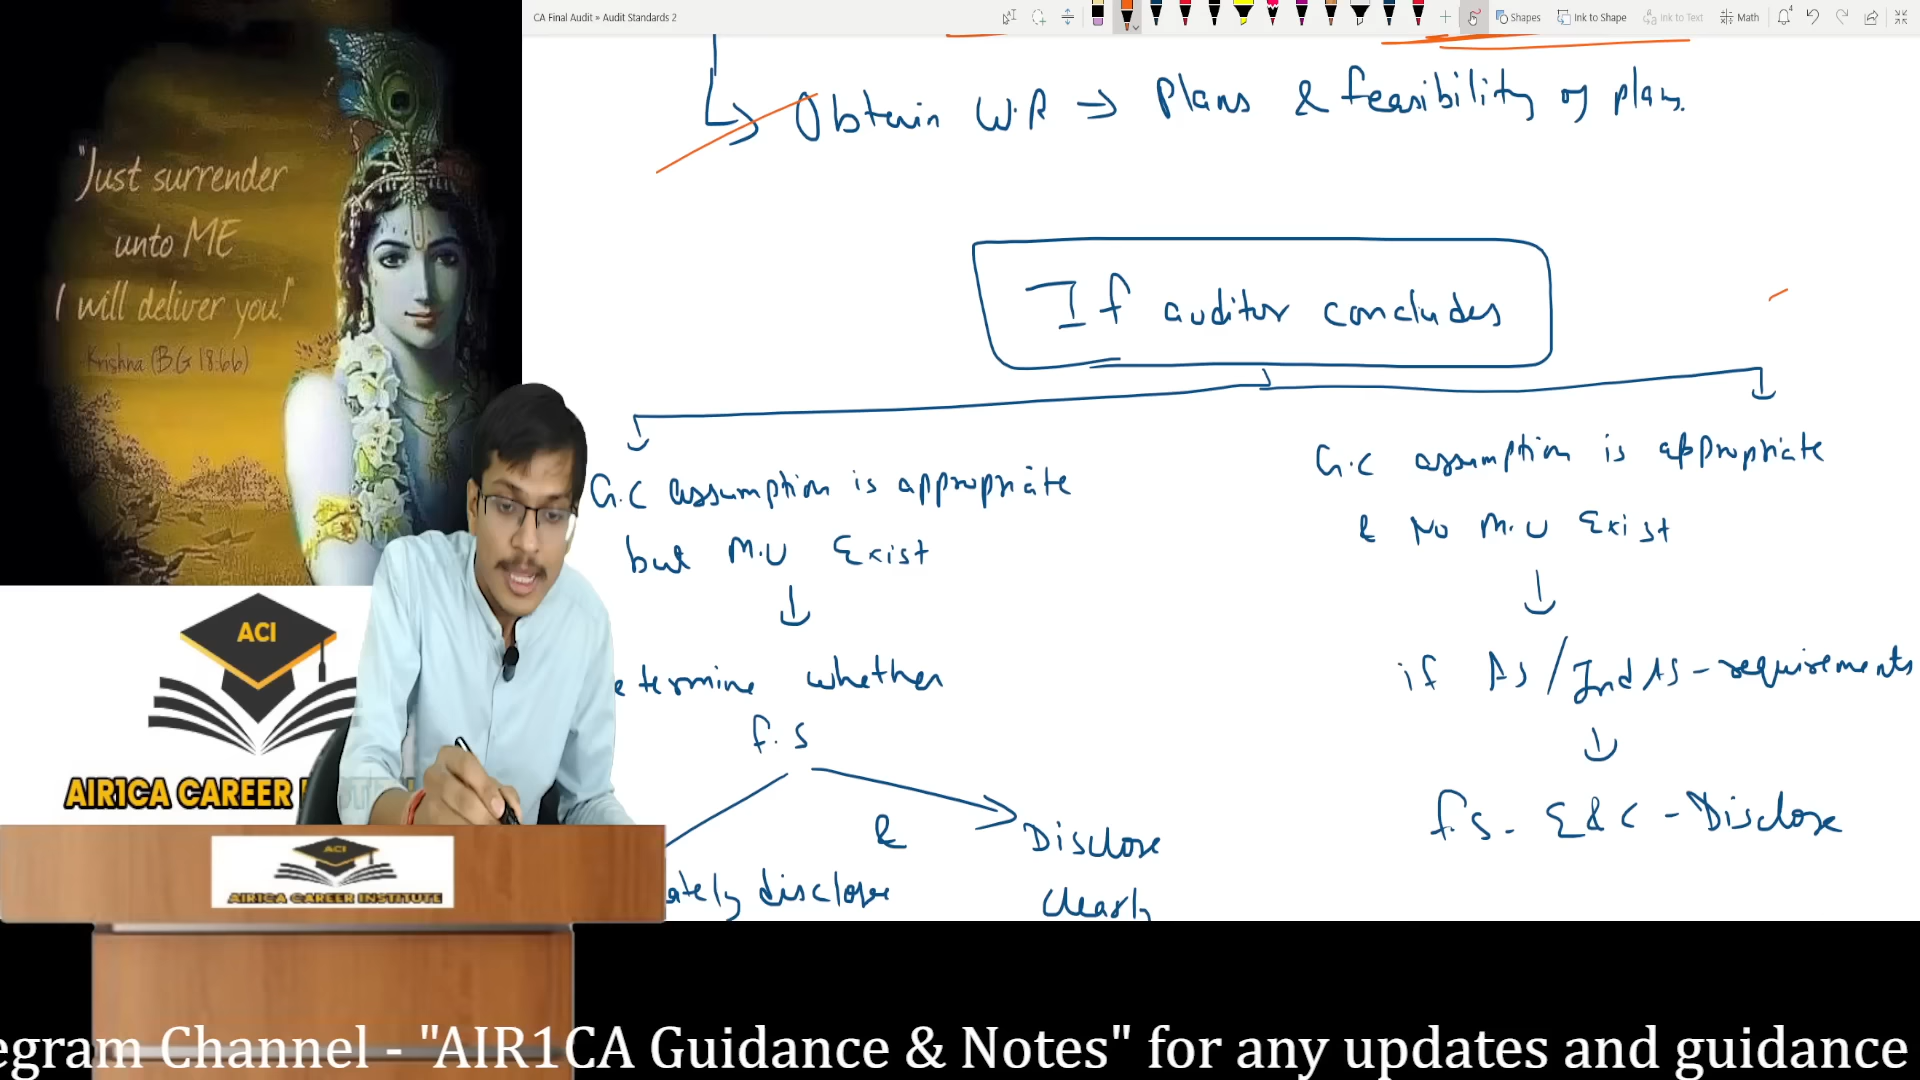 CA Final Audit » Audit Standards 2
Shapes
Ink to Shape
Ink to Text
Math
Obtain W.R → Plans & feasibility of plans.
"Just surrender
unto ME
I will deliver you!"
-Krishna (B.G 18:66)
If auditor concludes
G.C assumption is appropriate
but M.U Exist
etermine whether
f.s
&
ately disclose
Disclose
clearly
G.C assumption is appropriate
& No M.U Exist
if AS/Ind AS - requirements
f.s - E&C - Disclose
ACI
AIR1CA CAREER I
ACI
AIR1CA CAREER INSTITUTE
egram Channel - "AIR1CA Guidance & Notes" for any updates and guidance